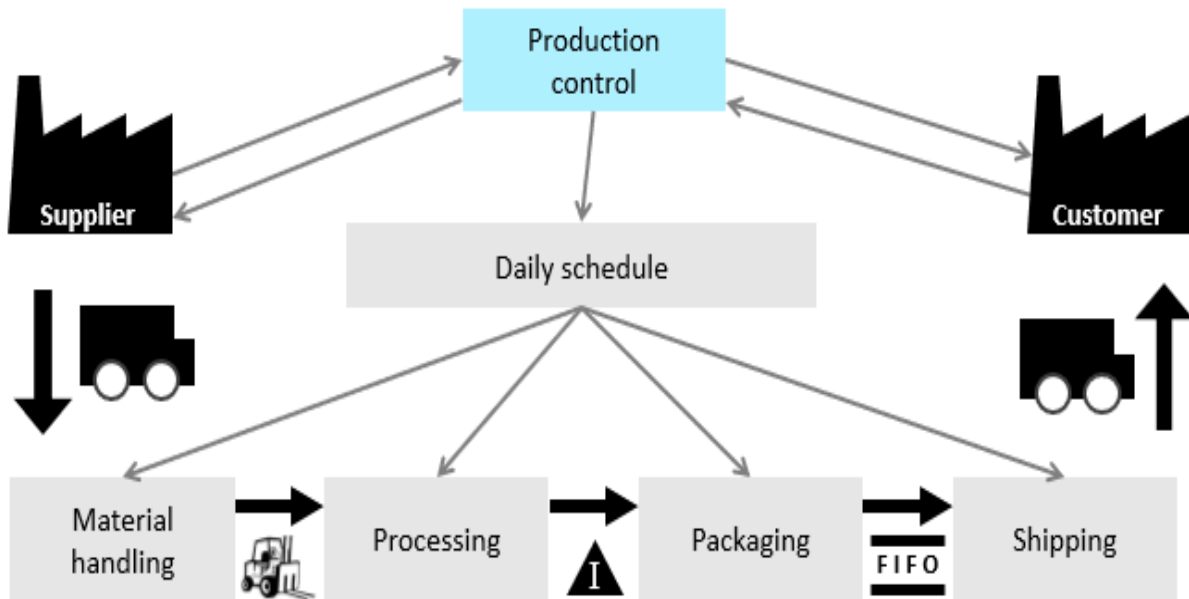 Production
control
Supplier
Customer
Daily schedule
Material
handling
Processing
I
Packaging
FIFO
Shipping